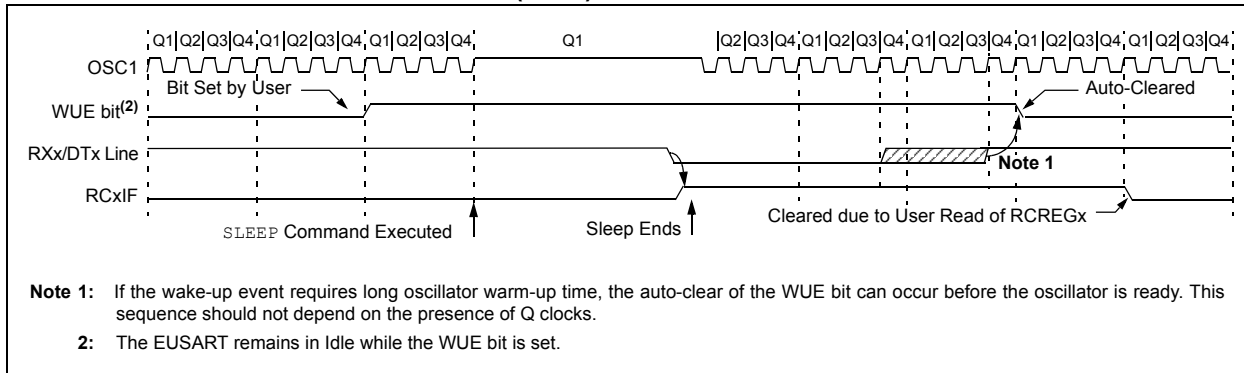 Q1 Q2 Q3 Q4 Q1 Q2 Q3 Q4 Q1 Q2 Q3 Q4 Q1 Q2 Q3 Q4 Q1 Q2 Q3 Q4 Q1 Q2 Q3 Q4 Q1 Q2 Q3 Q4
OSC1
Bit Set by User
Auto-Cleared
WUE bit(2)
RXx/DTx Line
Note 1
RCxIF
SLEEP Command Executed
Sleep Ends
Cleared due to User Read of RCREGx
Note 1: If the wake-up event requires long oscillator warm-up time, the auto-clear of the WUE bit can occur before the oscillator is ready. This
sequence should not depend on the presence of Q clocks.
2: The EUSART remains in Idle while the WUE bit is set.